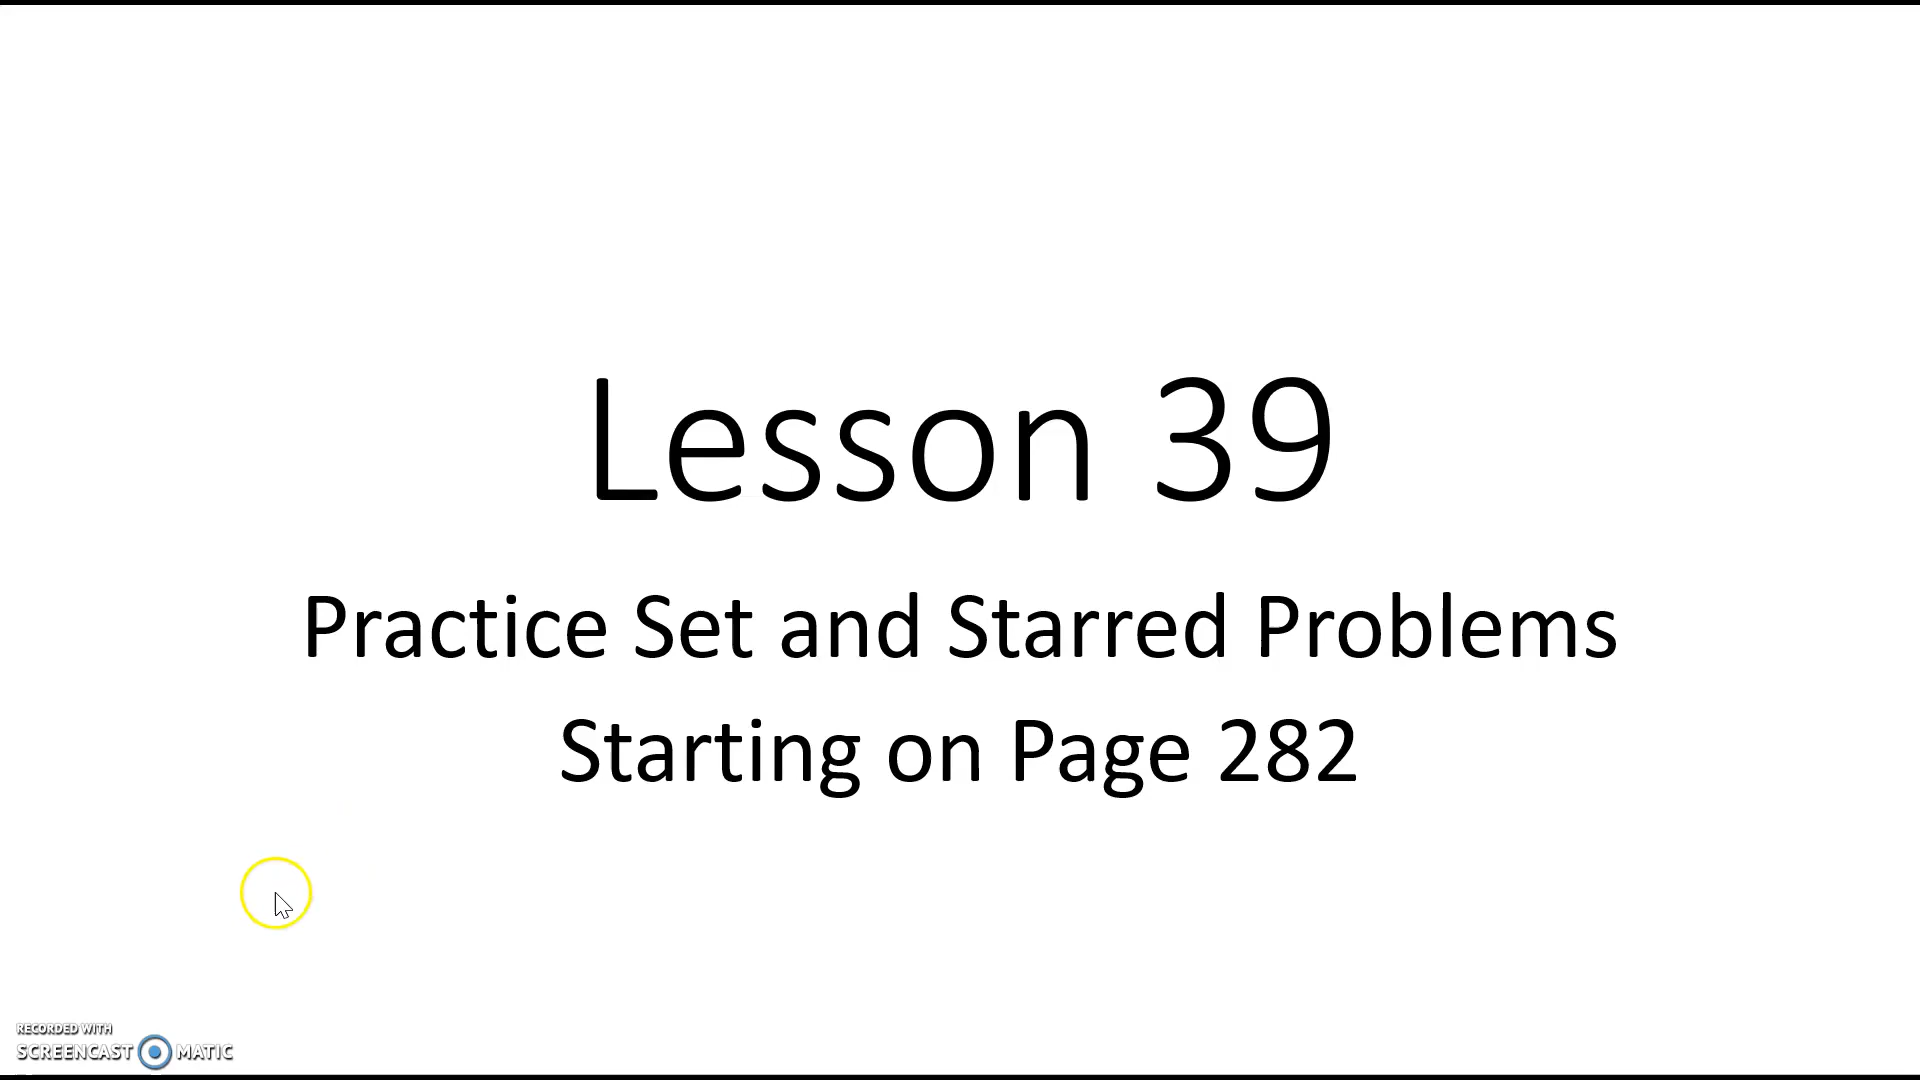 Lesson 39
Practice Set and Starred Problems
Starting on Page 282
RECORDED WITH
SCREENCAST MATIC